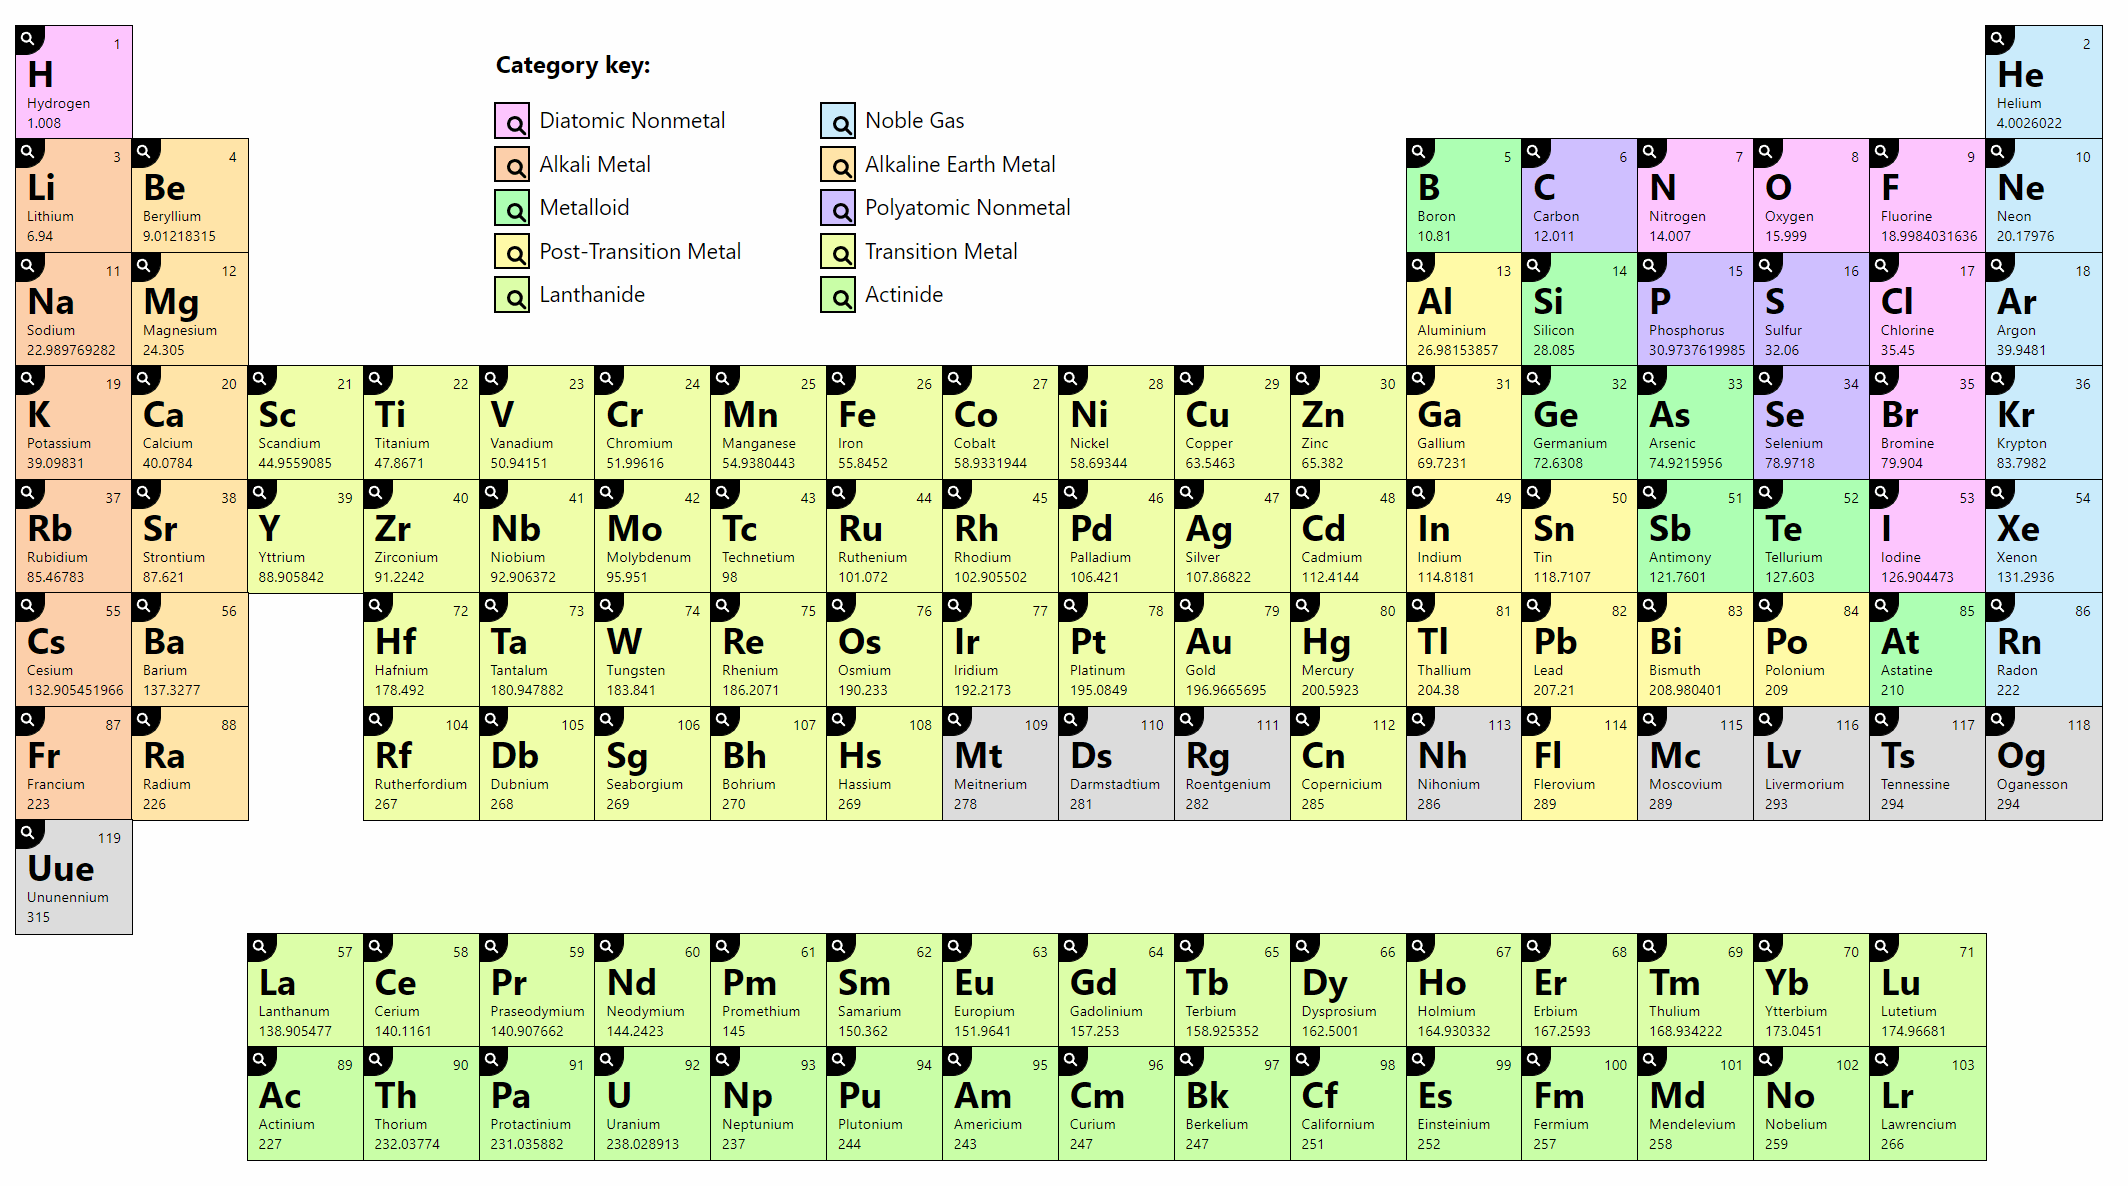 1
H
Hydrogen
1.008
Category key:
Diatomic Nonmetal
Noble Gas
Alkali Metal
Alkaline Earth Metal
Metalloid
Polyatomic Nonmetal
Post-Transition Metal
Transition Metal
Lanthanide
Actinide
2
He
Helium
4.0026022
3
Li
Lithium
6.94
4
Be
Beryllium
9.01218315
5
B
Boron
10.81
6
C
Carbon
12.011
7
N
Nitrogen
14.007
8
O
Oxygen
15.999
9
F
Fluorine
18.9984031636
10
Ne
Neon
20.17976
11
Na
Sodium
22.989769282
12
Mg
Magnesium
24.305
13
Al
Aluminium
26.98153857
14
Si
Silicon
28.085
15
P
Phosphorus
30.9737619985
16
S
Sulfur
32.06
17
Cl
Chlorine
35.45
18
Ar
Argon
39.9481
19
K
Potassium
39.09831
20
Ca
Calcium
40.0784
21
Sc
Scandium
44.9559085
22
Ti
Titanium
47.8671
23
V
Vanadium
50.94151
24
Cr
Chromium
51.99616
25
Mn
Manganese
54.9380443
26
Fe
Iron
55.8452
27
Co
Cobalt
58.9331944
28
Ni
Nickel
58.69344
29
Cu
Copper
63.5463
30
Zn
Zinc
65.382
31
Ga
Gallium
69.7231
32
Ge
Germanium
72.6308
33
As
Arsenic
74.9215956
34
Se
Selenium
78.9718
35
Br
Bromine
79.904
36
Kr
Krypton
83.7982
37
Rb
Rubidium
85.46783
38
Sr
Strontium
87.621
39
Y
Yttrium
88.905842
40
Zr
Zirconium
91.2242
41
Nb
Niobium
92.906372
42
Mo
Molybdenum
95.951
43
Tc
Technetium
98
44
Ru
Ruthenium
101.072
45
Rh
Rhodium
102.905502
46
Pd
Palladium
106.421
47
Ag
Silver
107.86822
48
Cd
Cadmium
112.4144
49
In
Indium
114.8181
50
Sn
Tin
118.7107
51
Sb
Antimony
121.7601
52
Te
Tellurium
127.603
53
I
Iodine
126.904473
54
Xe
Xenon
131.2936
55
Cs
Cesium
132.905451966
56
Ba
Barium
137.3277
72
Hf
Hafnium
178.492
73
Ta
Tantalum
180.947882
74
W
Tungsten
183.841
75
Re
Rhenium
186.2071
76
Os
Osmium
190.233
77
Ir
Iridium
192.2173
78
Pt
Platinum
195.0849
79
Au
Gold
196.9665695
80
Hg
Mercury
200.5923
81
Tl
Thallium
204.38
82
Pb
Lead
207.21
83
Bi
Bismuth
208.980401
84
Po
Polonium
209
85
At
Astatine
210
86
Rn
Radon
222
87
Fr
Francium
223
88
Ra
Radium
226
104
Rf
Rutherfordium
267
105
Db
Dubnium
268
106
Sg
Seaborgium
269
107
Bh
Bohrium
270
108
Hs
Hassium
269
109
Mt
Meitnerium
278
110
Ds
Darmstadtium
281
111
Rg
Roentgenium
282
112
Cn
Copernicium
285
113
Nh
Nihonium
286
114
Fl
Flerovium
289
115
Mc
Moscovium
289
116
Lv
Livermorium
293
117
Ts
Tennessine
294
118
Og
Oganesson
294
119
Uue
Ununennium
315
57
La
Lanthanum
138.905477
58
Ce
Cerium
140.1161
59
Pr
Praseodymium
140.907662
60
Nd
Neodymium
144.2423
61
Pm
Promethium
145
62
Sm
Samarium
150.362
63
Eu
Europium
151.9641
64
Gd
Gadolinium
157.253
65
Tb
Terbium
158.925352
66
Dy
Dysprosium
162.5001
67
Ho
Holmium
164.930332
68
Er
Erbium
167.2593
69
Tm
Thulium
168.934222
70
Yb
Ytterbium
173.0451
71
Lu
Lutetium
174.96681
89
Ac
Actinium
227
90
Th
Thorium
232.03774
91
Pa
Protactinium
231.035882
92
U
Uranium
238.028913
93
Np
Neptunium
237
94
Pu
Plutonium
244
95
Am
Americium
243
96
Cm
Curium
247
97
Bk
Berkelium
247
98
Cf
Californium
251
99
Es
Einsteinium
252
100
Fm
Fermium
257
101
Md
Mendelevium
258
102
No
Nobelium
259
103
Lr
Lawrencium
266